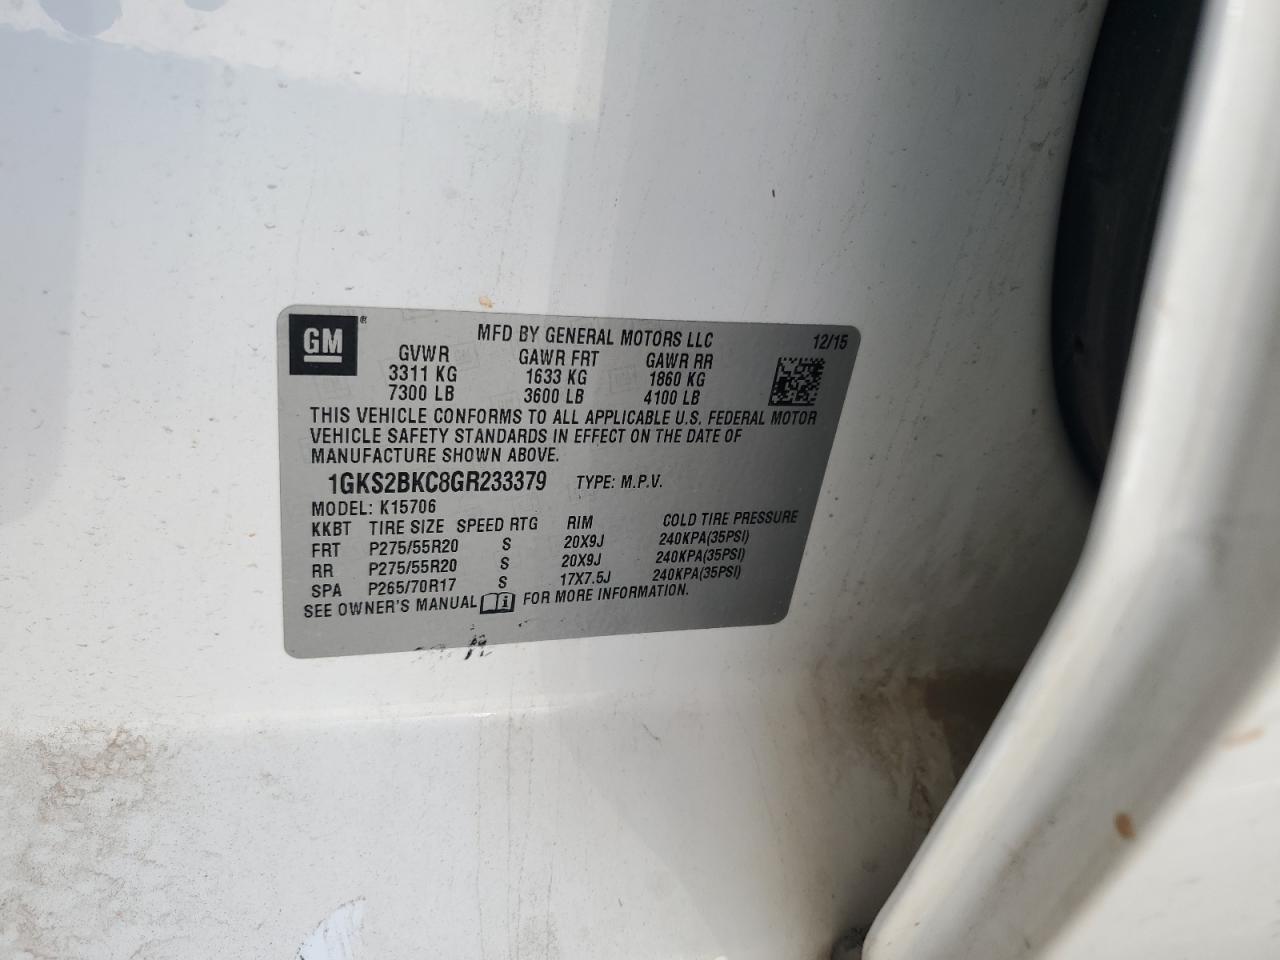 GM ® MFD BY GENERAL MOTORS LLC 12/15
GVWR GAWR FRT GAWR RR
3311 KG 1633 KG 1860 KG
7300 LB 3600 LB 4100 LB
THIS VEHICLE CONFORMS TO ALL APPLICABLE U.S. FEDERAL MOTOR
VEHICLE SAFETY STANDARDS IN EFFECT ON THE DATE OF
MANUFACTURE SHOWN ABOVE.
1GKS2BKC8GR233379 TYPE: M.P.V.
MODEL: K15706
KKBT TIRE SIZE SPEED RTG RIM COLD TIRE PRESSURE
FRT P275/55R20 S 20X9J 240KPA(35PSI)
RR P275/55R20 S 20X9J 240KPA(35PSI)
SPA P265/70R17 S 17X7.5J 240KPA(35PSI)
SEE OWNER'S MANUAL i FOR MORE INFORMATION.